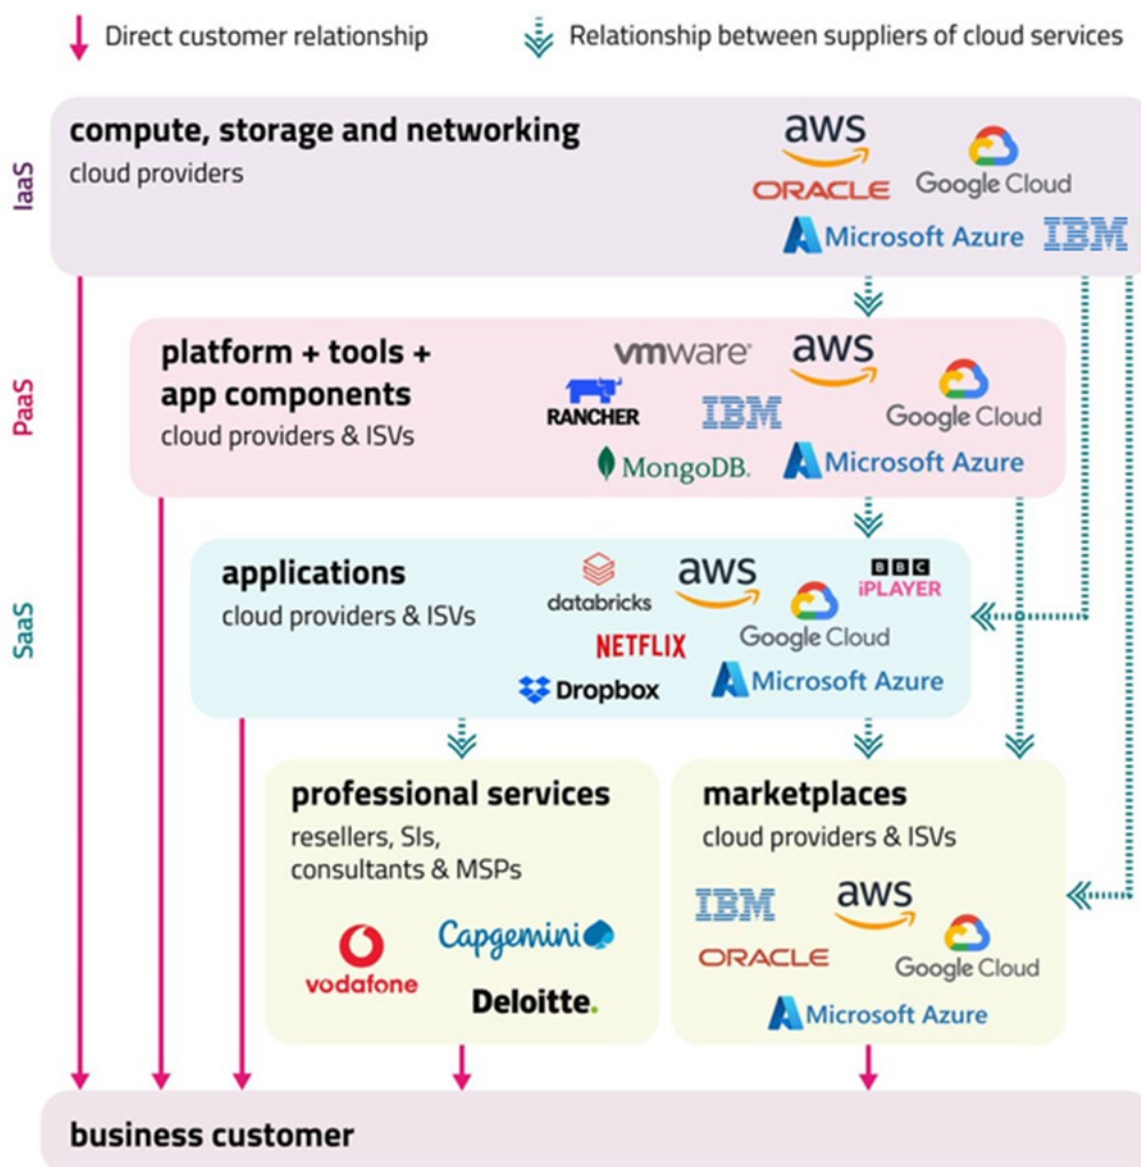 Direct customer relationship
Relationship between suppliers of cloud services
IaaS
compute, storage and networking
cloud providers
aws
ORACLE
Google Cloud
Microsoft Azure
IBM
PaaS
platform + tools +
app components
cloud providers & ISVs
vmware®
aws
RANCHER
IBM
Google Cloud
MongoDB.
Microsoft Azure
SaaS
applications
cloud providers & ISVs
databricks
aws
BBC
iPLAYER
NETFLIX
Google Cloud
Dropbox
Microsoft Azure
professional services
resellers, SIs,
consultants & MSPs
vodafone
Capgemini
Deloitte.
marketplaces
cloud providers & ISVs
IBM
aws
ORACLE
Google Cloud
Microsoft Azure
business customer